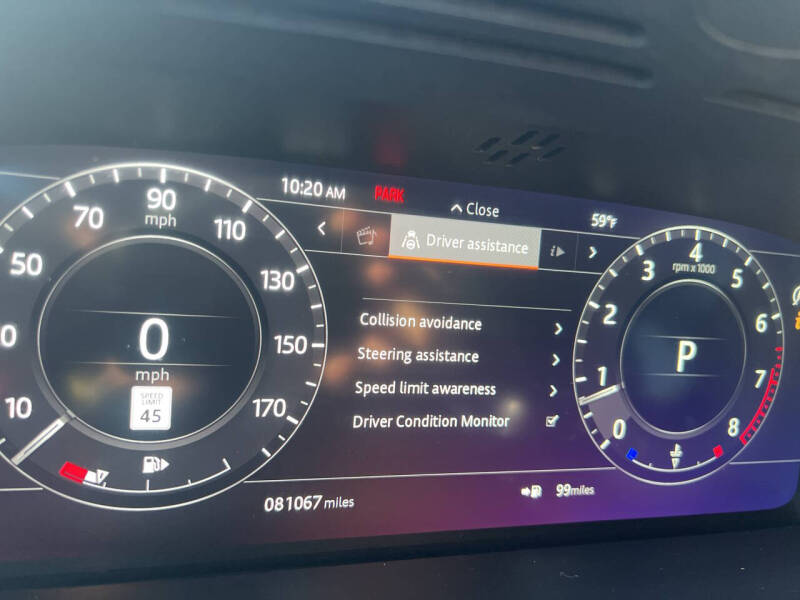 10:20 AM PARK
Close
59°F
Driver assistance
Collision avoidance
Steering assistance
Speed limit awareness
Driver Condition Monitor
10
0
50
70
90
mph
110
130
150
170
0
mph
SPEED
LIMIT
45
081067 miles
99miles
0
1
2
3
4
5
6
7
8
rpm x 1000
P